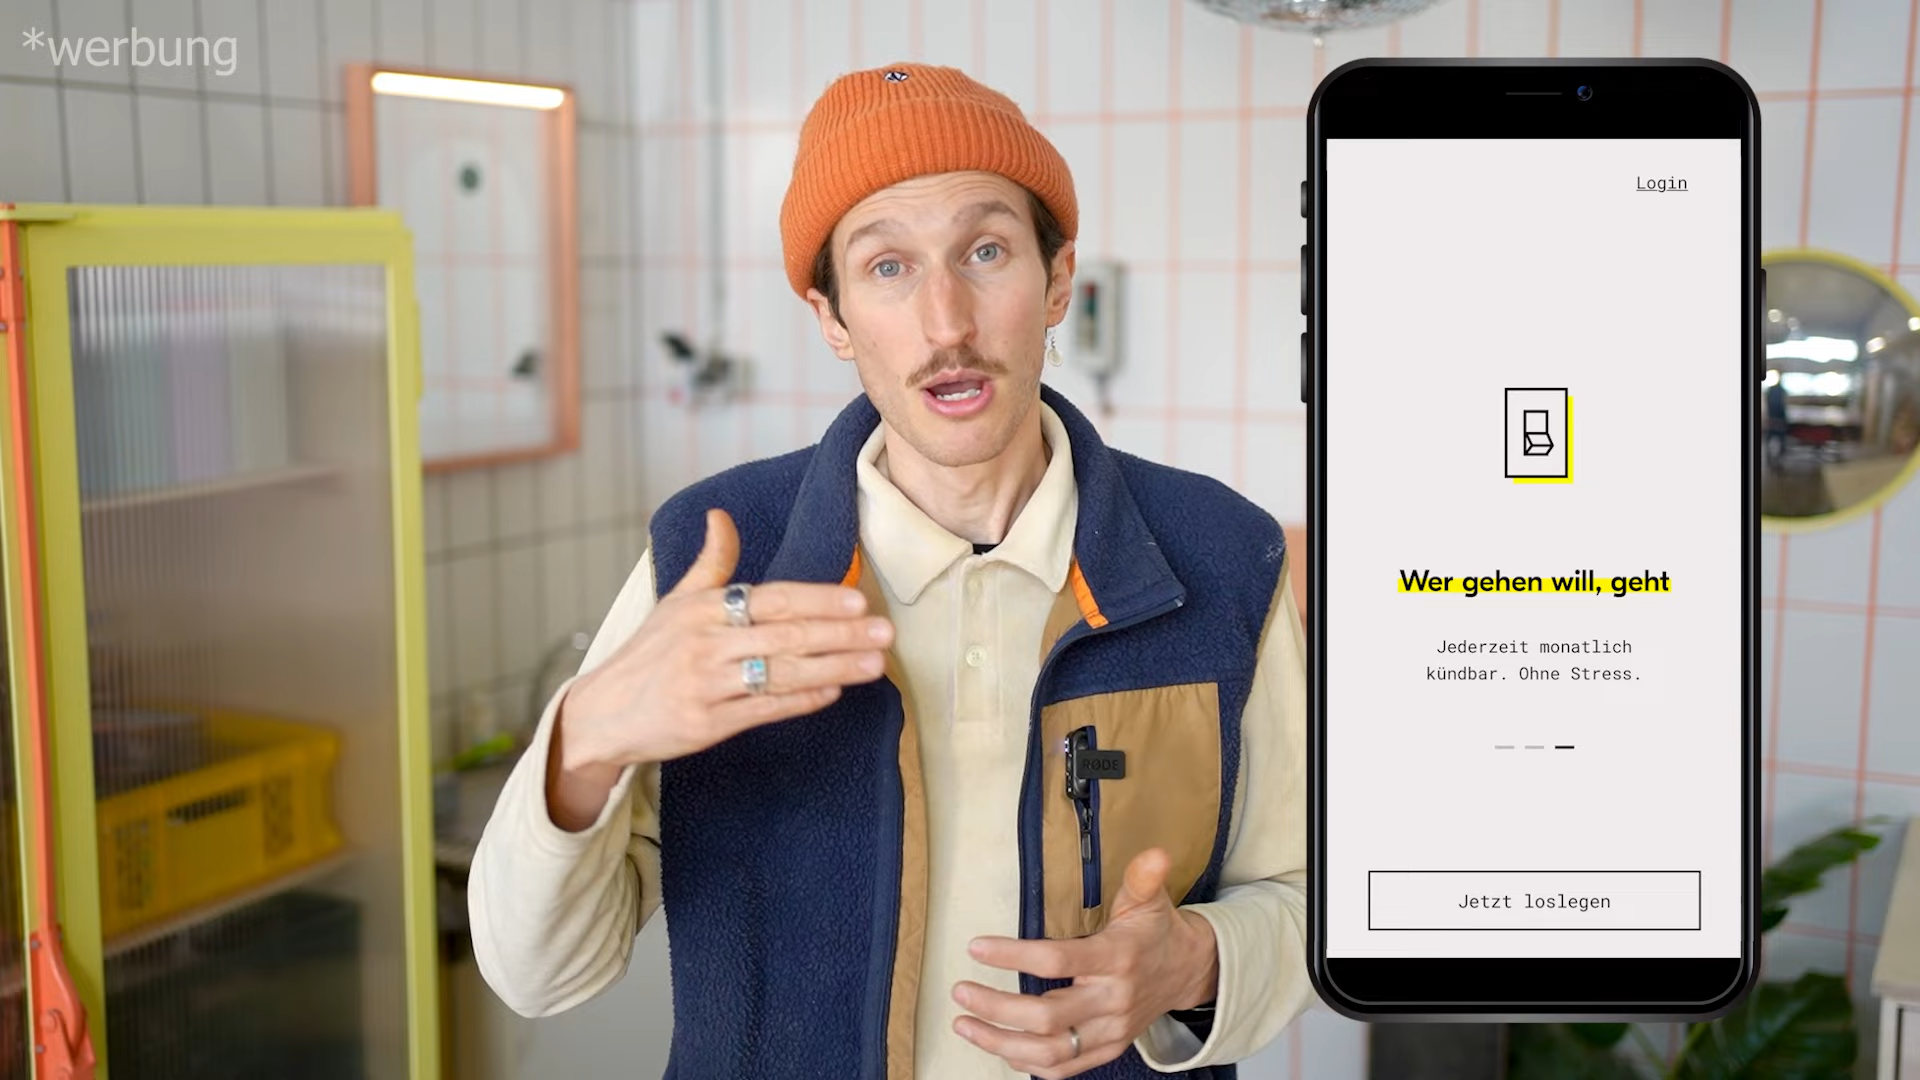 *werbung
Login
Wer gehen will, geht
Jederzeit monatlich
kündbar. Ohne Stress.
Jetzt loslegen
RØDE